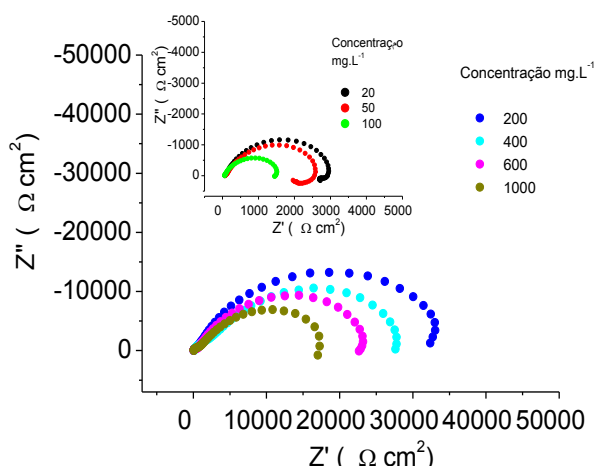 -5000
-4000
-3000
-2000
-1000
0
Z" ( Ω cm²)
0 1000 2000 3000 4000 5000
Z' ( Ω cm²)
Concentração
mg.L⁻¹
20
50
100
-50000
-40000
-30000
-20000
-10000
0
Z" ( Ω cm²)
0 10000 20000 30000 40000 50000
Z' ( Ω cm²)
Concentração mg.L⁻¹
200
400
600
1000